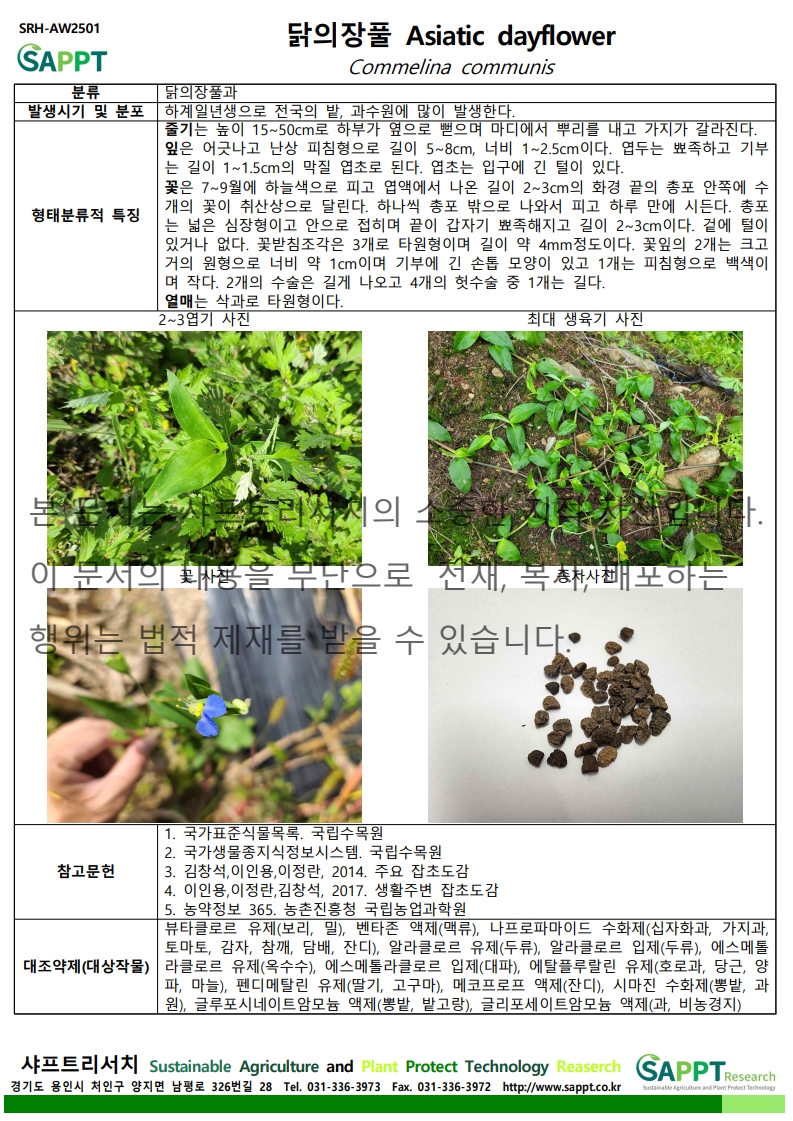 SRH-AW2501
SAPPT
닭의장풀 Asiatic dayflower
Commelina communis
분류 닭의장풀과
발생시기 및 분포 하계일년생으로 전국의 밭, 과수원에 많이 발생한다.
형태분류적 특징
줄기는 높이 15~50cm로 하부가 옆으로 뻗으며 마디에서 뿌리를 내고 가지가 갈라진다.
잎은 어긋나고 난상 피침형으로 길이 5~8cm, 너비 1~2.5cm이다. 엽두는 뾰족하고 기부
는 길이 1~1.5cm의 막질 엽초로 된다. 엽초는 입구에 긴 털이 있다.
꽃은 7~9월에 하늘색으로 피고 엽액에서 나온 길이 2~3cm의 화경 끝의 총포 안쪽에 수
개의 꽃이 취산상으로 달린다. 하나씩 총포 밖으로 나와서 피고 하루 만에 시든다. 총포
는 넓은 심장형이고 안으로 접히며 끝이 갑자기 뾰족해지고 길이 2~3cm이다. 겉에 털이
있거나 없다. 꽃받침조각은 3개로 타원형이며 길이 약 4mm정도이다. 꽃잎의 2개는 크고
거의 원형으로 너비 약 1cm이며 기부에 긴 손톱 모양이 있고 1개는 피침형으로 백색이
며 작다. 2개의 수술은 길게 나오고 4개의 헛수술 중 1개는 길다.
열매는 삭과로 타원형이다.
2~3엽기 사진 최대 생육기 사진
본 문서는 샤프트리서치의 소중한 지적 자산입니다.
꽃 사진 종자사진
이 문서의 내용을 무단으로 전재, 복사, 배포하는
행위는 법적 제재를 받을 수 있습니다.
참고문헌
1. 국가표준식물목록. 국립수목원
2. 국가생물종지식정보시스템. 국립수목원
3. 김창석,이인용,이정란, 2014. 주요 잡초도감
4. 이인용,이정란,김창석, 2017. 생활주변 잡초도감
5. 농약정보 365. 농촌진흥청 국립농업과학원
대조약제(대상작물)
뷰타클로르 유제(보리, 밀), 벤타존 액제(맥류), 나프로파마이드 수화제(십자화과, 가지과,
토마토, 감자, 참깨, 담배, 잔디), 알라클로르 유제(두류), 알라클로르 입제(두류), 에스메톨
라클로르 유제(옥수수), 에스메톨라클로르 입제(대파), 에탈플루랄린 유제(호로과, 당근, 양
파, 마늘), 펜디메탈린 유제(딸기, 고구마), 메코프로프 액제(잔디), 시마진 수화제(뽕밭, 과
원), 글루포시네이트암모늄 액제(뽕밭, 밭고랑), 글리포세이트암모늄 액제(과, 비농경지)
샤프트리서치 Sustainable Agriculture and Plant Protect Technology Reaserch
경기도 용인시 처인구 양지면 남평로 326번길 28 Tel. 031-336-3973 Fax. 031-336-3972 http://www.sappt.co.kr
SAPPT Research
Sustainable Agriculture and Plant Protect Technology